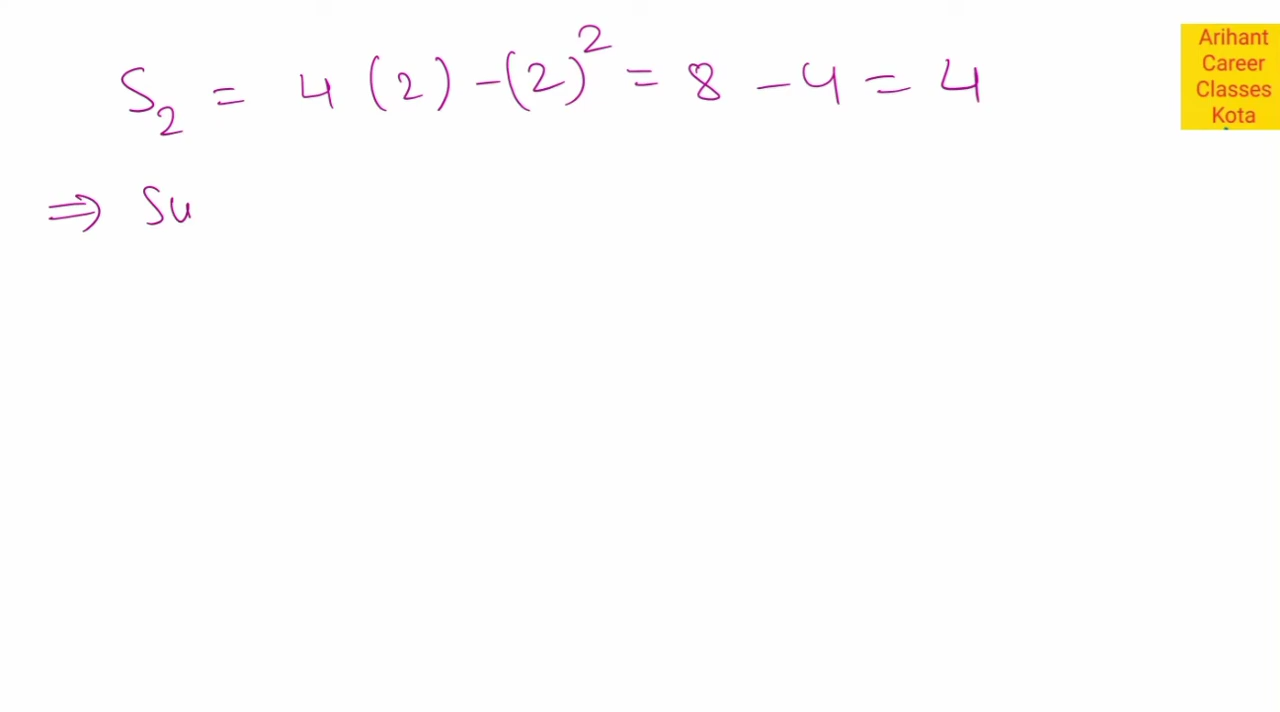 S₂ = 4 (2) - (2)² = 8 - 4 = 4
⇒ Su
Arihant
Career
Classes
Kota